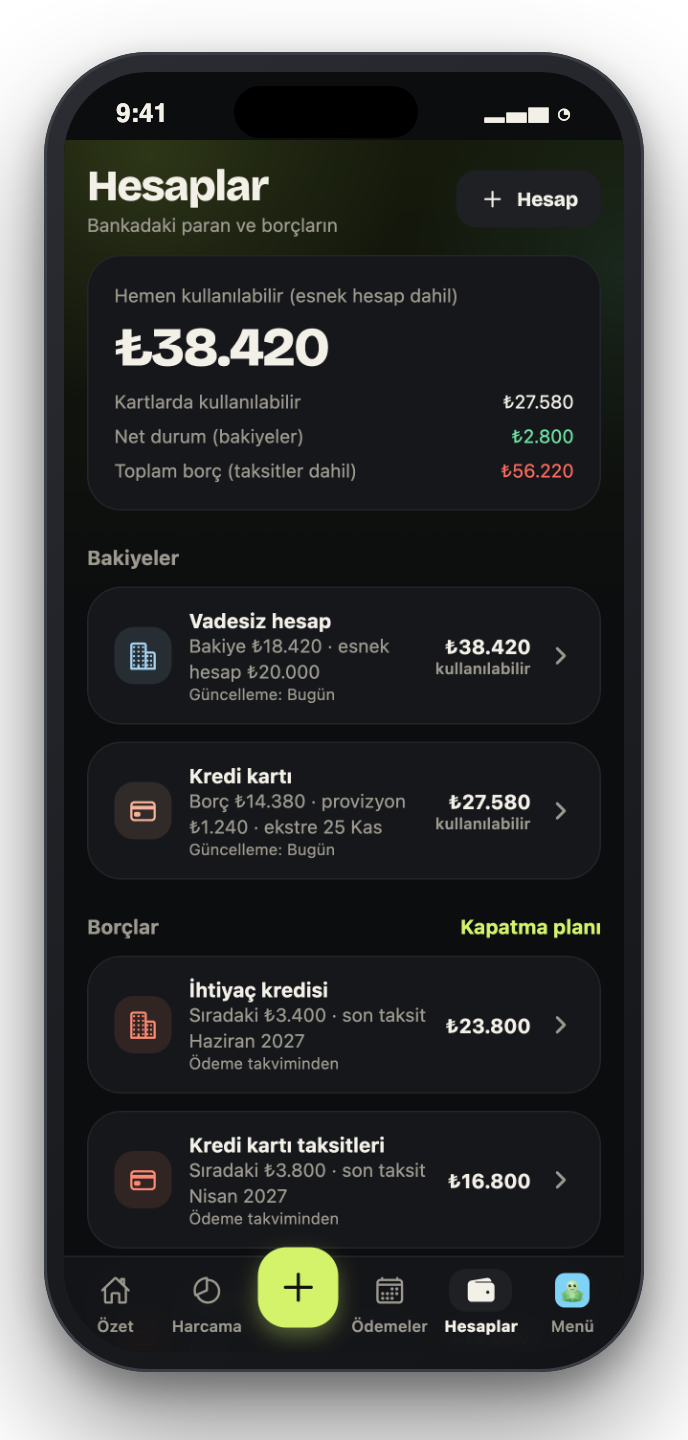 9:41
Hesaplar
Bankadaki paran ve borçların
+ Hesap
Hemen kullanılabilir (esnek hesap dahil)
₺38.420
Kartlarda kullanılabilir ₺27.580
Net durum (bakiyeler) ₺2.800
Toplam borç (taksitler dahil) ₺56.220
Bakiyeler
Vadesiz hesap
Bakiye ₺18.420 · esnek
hesap ₺20.000
Güncelleme: Bugün
₺38.420
kullanılabilir
Kredi kartı
Borç ₺14.380 · provizyon
₺1.240 · ekstre 25 Kas
Güncelleme: Bugün
₺27.580
kullanılabilir
Borçlar
Kapatma planı
İhtiyaç kredisi
Sıradaki ₺3.400 · son taksit
Haziran 2027
Ödeme takviminden
₺23.800
Kredi kartı taksitleri
Sıradaki ₺3.800 · son taksit
Nisan 2027
Ödeme takviminden
₺16.800
Özet
Harcama
+
Ödemeler
Hesaplar
Menü